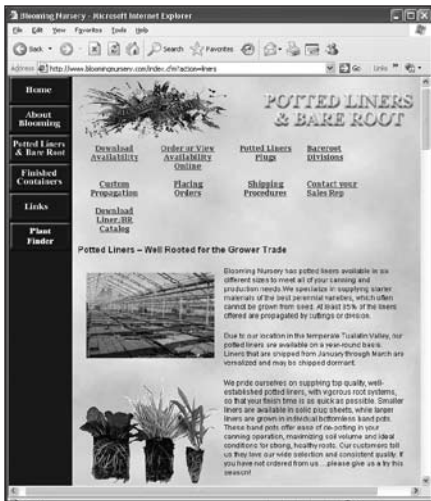 Blooming Nursery - Microsoft Internet Explorer
File Edit View Favorites Tools Help
Back Search Favorites
Address http://www.bloomingnursery.com/index.cfm?action=liners Go Links
Home
About
Blooming
Potted Liners
& Bare Root
Finished
Containers
Links
Plant
Finder
POTTED LINERS
& BARE ROOT
Download
Availability
Order or View
Availability
Online
Potted Liners
Plugs
Bareroot
Divisions
Custom
Propagation
Placing
Orders
Shipping
Procedures
Contact your
Sales Rep
Download
Liner/BR
Catalog
Potted Liners – Well Rooted for the Grower Trade
Blooming Nursery has potted liners available in six
different sizes to meet all of your canning and
production needs. We specialize in supplying starter
materials of the best perennial varieties, which often
cannot be grown from seed. At least 85% of the liners
offered are propagated by cuttings or division.
Due to our location in the temperate Tualatin Valley, our
potted liners are available on a year-round basis.
Liners that are shipped from January through March are
vernalized and may be shipped dormant.
We pride ourselves on supplying top quality, well-
established potted liners, with vigorous root systems,
so that your finish time is as quick as possible. Smaller
liners are available in solid plug sheets, while larger
liners are grown in individual bottomless band pots.
These band pots offer ease of de-potting in your
canning operation, maximizing soil volume and ideal
conditions for strong, healthy roots. Our customers tell
us they love our wide selection and consistent quality. If
you have not ordered from us ....please give us a try this
season!